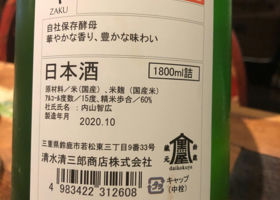 ZAKU
自社保存酵母
華やかな香り、豊かな味わい
日本酒
1800ml詰
原材料／米(国産)、米麹（国産米）
アルコール度数／15度、精米歩合／60%
杜氏氏名：内山智広
製造年月 2020.10
三重県鈴鹿市若松東三丁目9番33号
清水清三郎商店株式会社
蔵元
daikokuya
4 983422 312608
キャップ
(中栓)